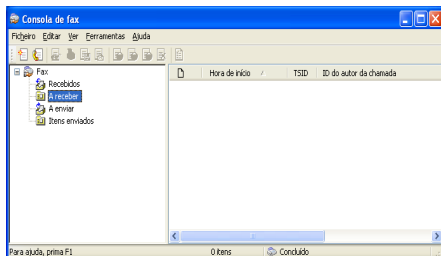 Consola de fax
Ficheiro Editar Ver Ferramentas Ajuda
Fax
Recebidos
A receber
A enviar
Itens enviados
Hora de início TSID ID do autor da chamada
Para ajuda, prima F1 0 itens Concluído